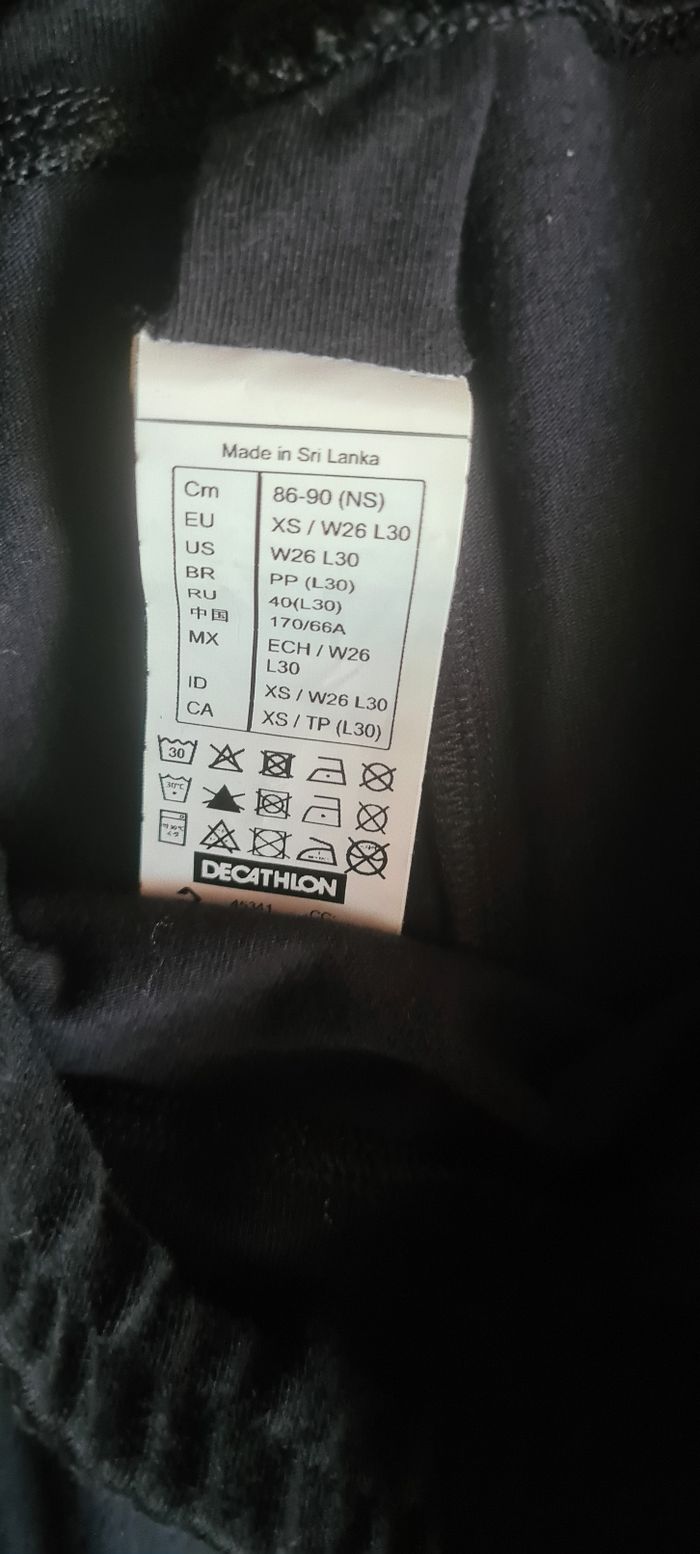 Made in Sri Lanka
Cm 86-90 (NS)
EU XS / W26 L30
US W26 L30
BR PP (L30)
RU 40(L30)
中国 170/66A
MX ECH / W26
L30
ID XS / W26 L30
CA XS / TP (L30)
30
30°C
DECATHLON